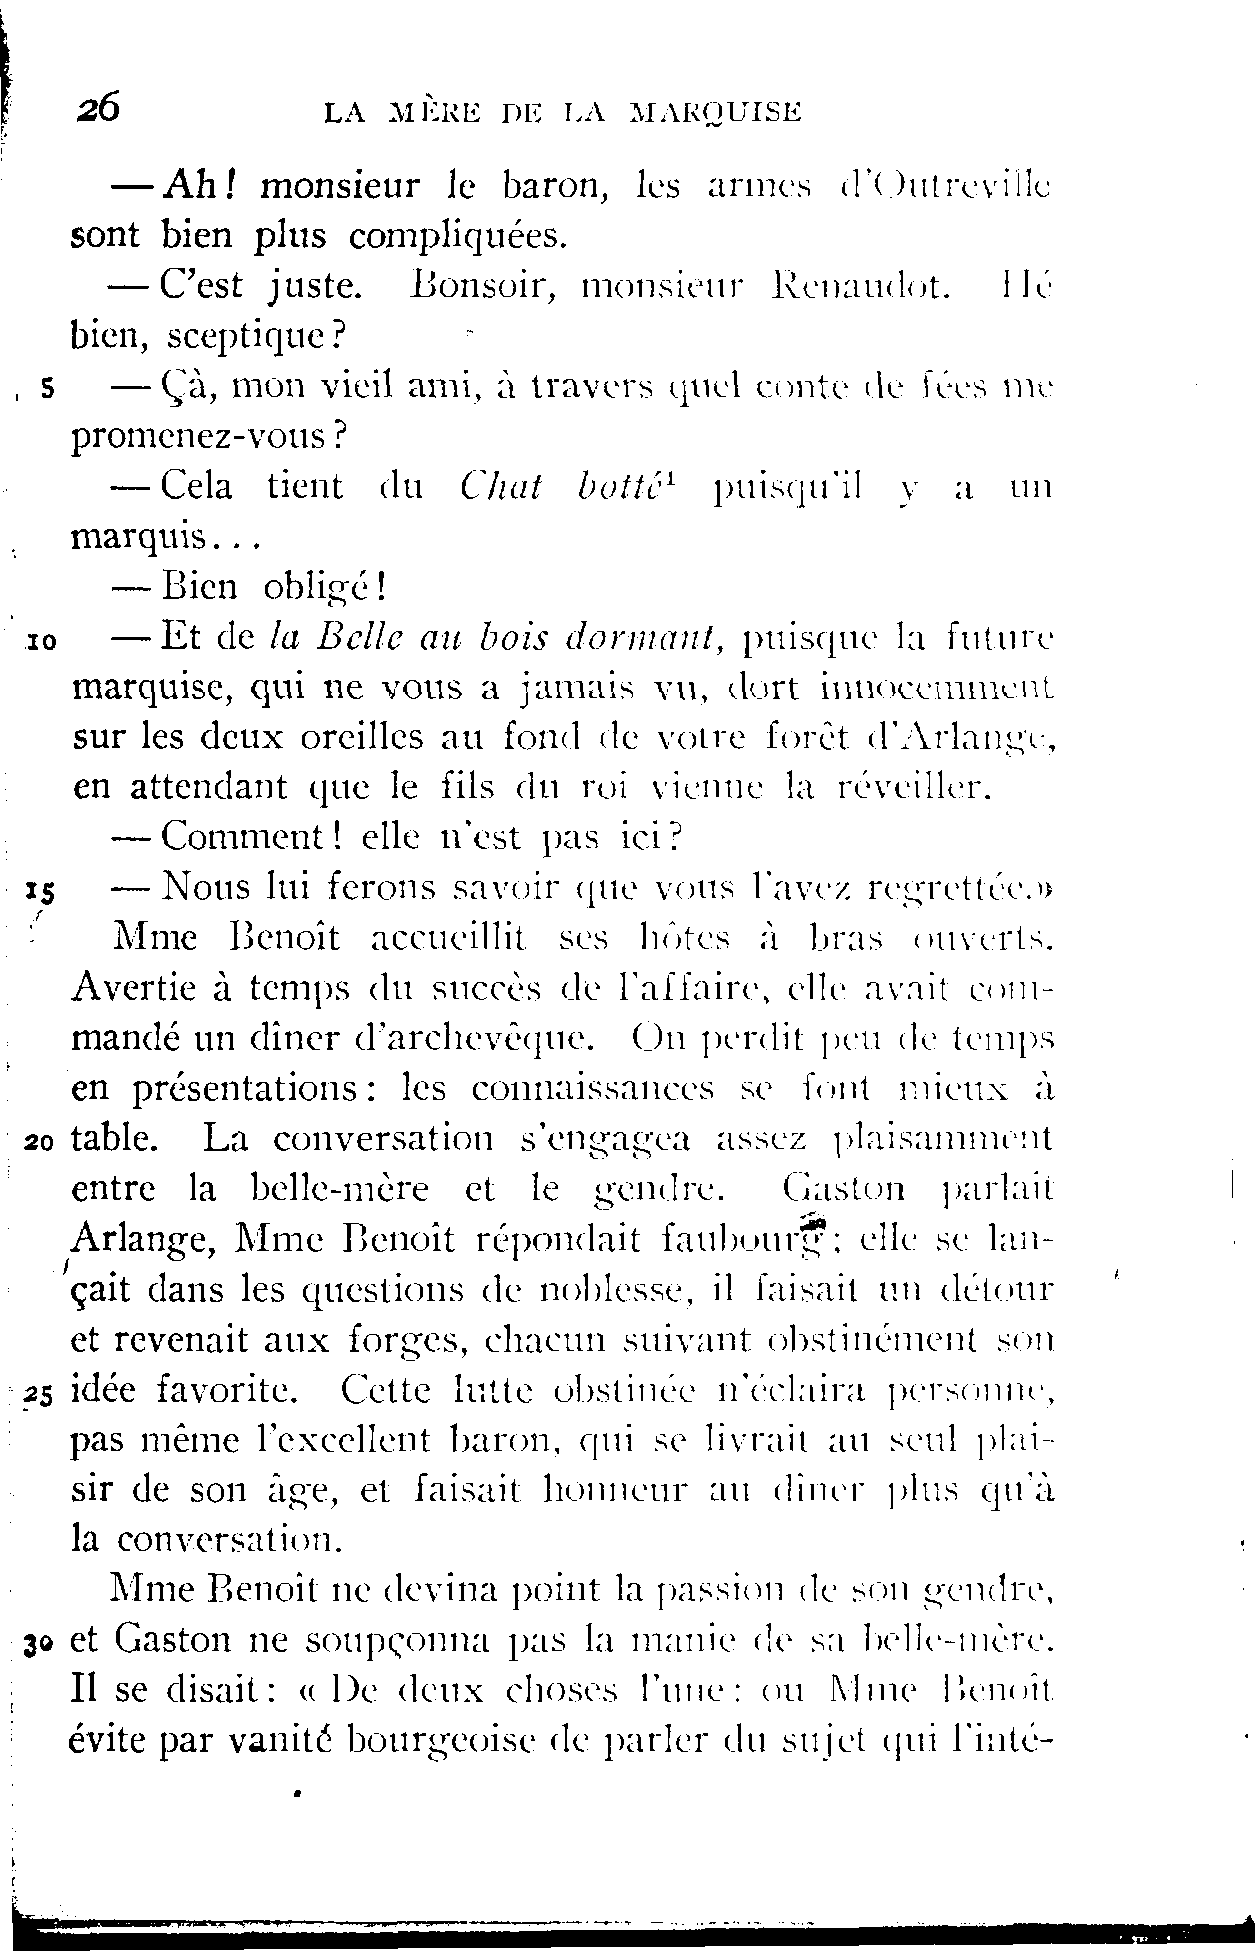 26 LA MÈRE DE LA MARQUISE
— Ah! monsieur le baron, les armes d'Outreville
sont bien plus compliquées.
— C'est juste. Bonsoir, monsieur Renaudot. Hé
bien, sceptique?
5 — Çà, mon vieil ami, à travers quel conte de fées me
promenez-vous?
— Cela tient du Chat botté¹ puisqu'il y a un
marquis...
— Bien obligé!
10 — Et de la Belle au bois dormant, puisque la future
marquise, qui ne vous a jamais vu, dort innocemment
sur les deux oreilles au fond de votre forêt d'Arlange,
en attendant que le fils du roi vienne la réveiller.
— Comment! elle n'est pas ici?
15 — Nous lui ferons savoir que vous l'avez regrettée.»
Mme Benoît accueillit ses hôtes à bras ouverts.
Avertie à temps du succès de l'affaire, elle avait com-
mandé un dîner d'archevêque. On perdit peu de temps
en présentations: les connaissances se font mieux à
20 table. La conversation s'engagea assez plaisamment
entre la belle-mère et le gendre. Gaston parlait
Arlange, Mme Benoît répondait faubourg; elle se lan-
çait dans les questions de noblesse, il faisait un détour
et revenait aux forges, chacun suivant obstinément son
25 idée favorite. Cette lutte obstinée n'éclaira personne,
pas même l'excellent baron, qui se livrait au seul plai-
sir de son âge, et faisait honneur au dîner plus qu'à
la conversation.
Mme Benoît ne devina point la passion de son gendre,
30 et Gaston ne soupçonna pas la manie de sa belle-mère.
Il se disait: « De deux choses l'une: ou Mme Benoît
évite par vanité bourgeoise de parler du sujet qui l'inté-